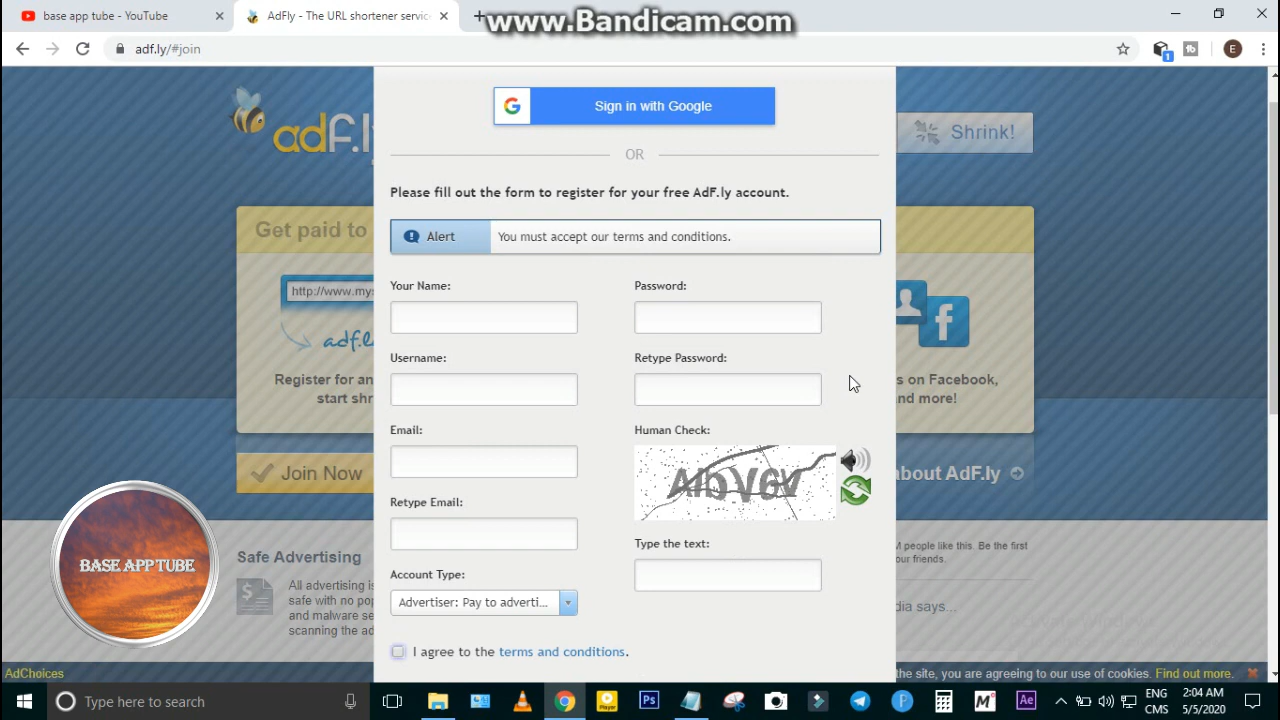 www.Bandicam.com
base app tube - YouTube
AdFly - The URL shortener servic
adf.ly/#join
E
1
adf.l
Shrink!
Sign in with Google
OR
Please fill out the form to register for your free AdF.ly account.
Alert
You must accept our terms and conditions.
Get paid to
http://www.mys
adf.l
Register for an
start shr
s on Facebook,
nd more!
Join Now
bout AdF.ly
Your Name:
Password:
Username:
Retype Password:
Email:
Human Check:
Retype Email:
Type the text:
Account Type:
Advertiser: Pay to adverti...
I agree to the terms and conditions.
BASE APP TUBE
Safe Advertising
All advertising is
safe with no pop
and malware se
scanning the ad
M people like this. Be the first
our friends.
dia says...
AdChoices
the site, you are agreeing to our use of cookies. Find out more.
Type here to search
Player
Ps
P
M
Ae
ENG
CMS
2:04 AM
5/5/2020